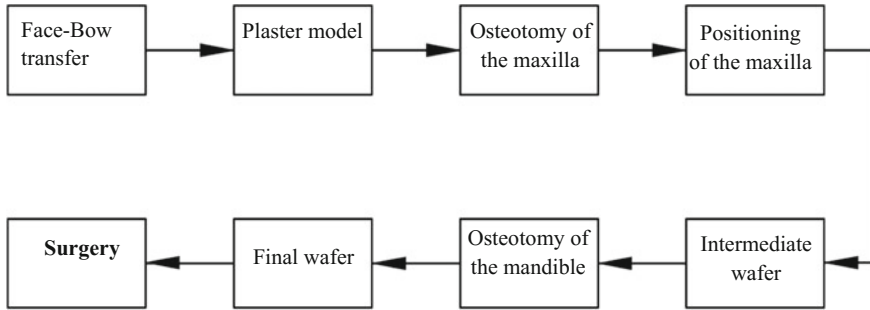 Face-Bow
transfer
Plaster model
Osteotomy
of the maxilla
Positioning
of the maxilla
Surgery
Final wafer
Osteotomy of
the mandible
Intermediate
wafer